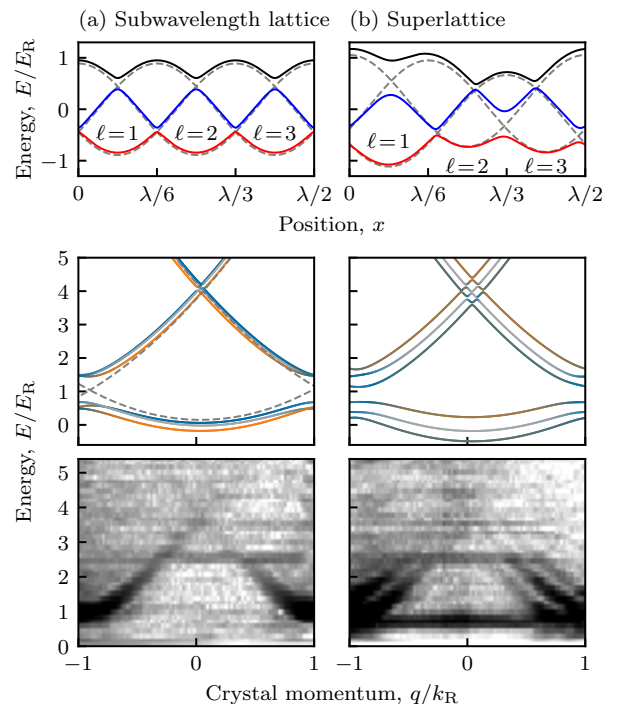 (a) Subwavelength lattice (b) Superlattice
Energy, E/E_R
1
0
−1
ℓ=1 ℓ=2 ℓ=3
ℓ=1 ℓ=2 ℓ=3
0 λ/6 λ/3 λ/2 0 λ/6 λ/3 λ/2
Position, x
Energy, E/E_R
5
4
3
2
1
0
5
4
3
2
1
0
−1 0 1 −1 0 1
Crystal momentum, q/k_R